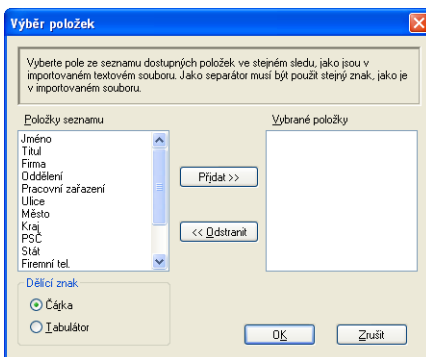 Výběr položek
Vyberte pole ze seznamu dostupných položek ve stejném sledu, jako jsou v
importovaném textovém souboru. Jako separátor musí být použit stejný znak, jako je
v importovaném souboru.
Položky seznamu
Vybrané položky
Jméno
Titul
Firma
Oddělení
Pracovní zařazení
Ulice
Město
Kraj
PSČ
Stát
Firemní tel.
Přidat >>
<< Odstranit
Dělící znak
Čárka
Tabulátor
OK
Zrušit